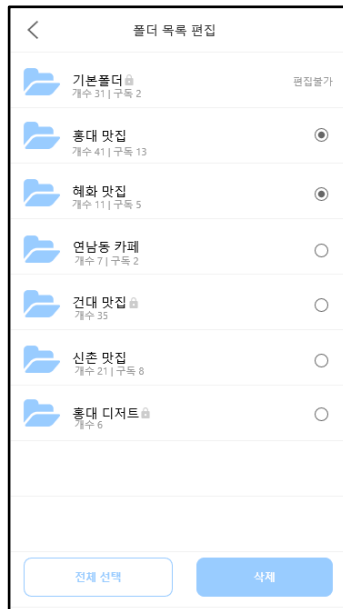 폴더 목록 편집
기본폴더
개수 31 | 구독 2
편집불가
홍대 맛집
개수 41 | 구독 13
혜화 맛집
개수 11 | 구독 5
연남동 카페
개수 7 | 구독 2
건대 맛집
개수 35
신촌 맛집
개수 21 | 구독 8
홍대 디저트
개수 6
전체 선택
삭제